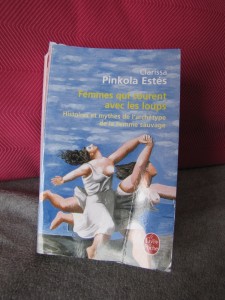 Clarissa
Pinkola Estés
Femmes qui courent
avec les loups
Histoires et mythes de l'archétype
de la femme sauvage